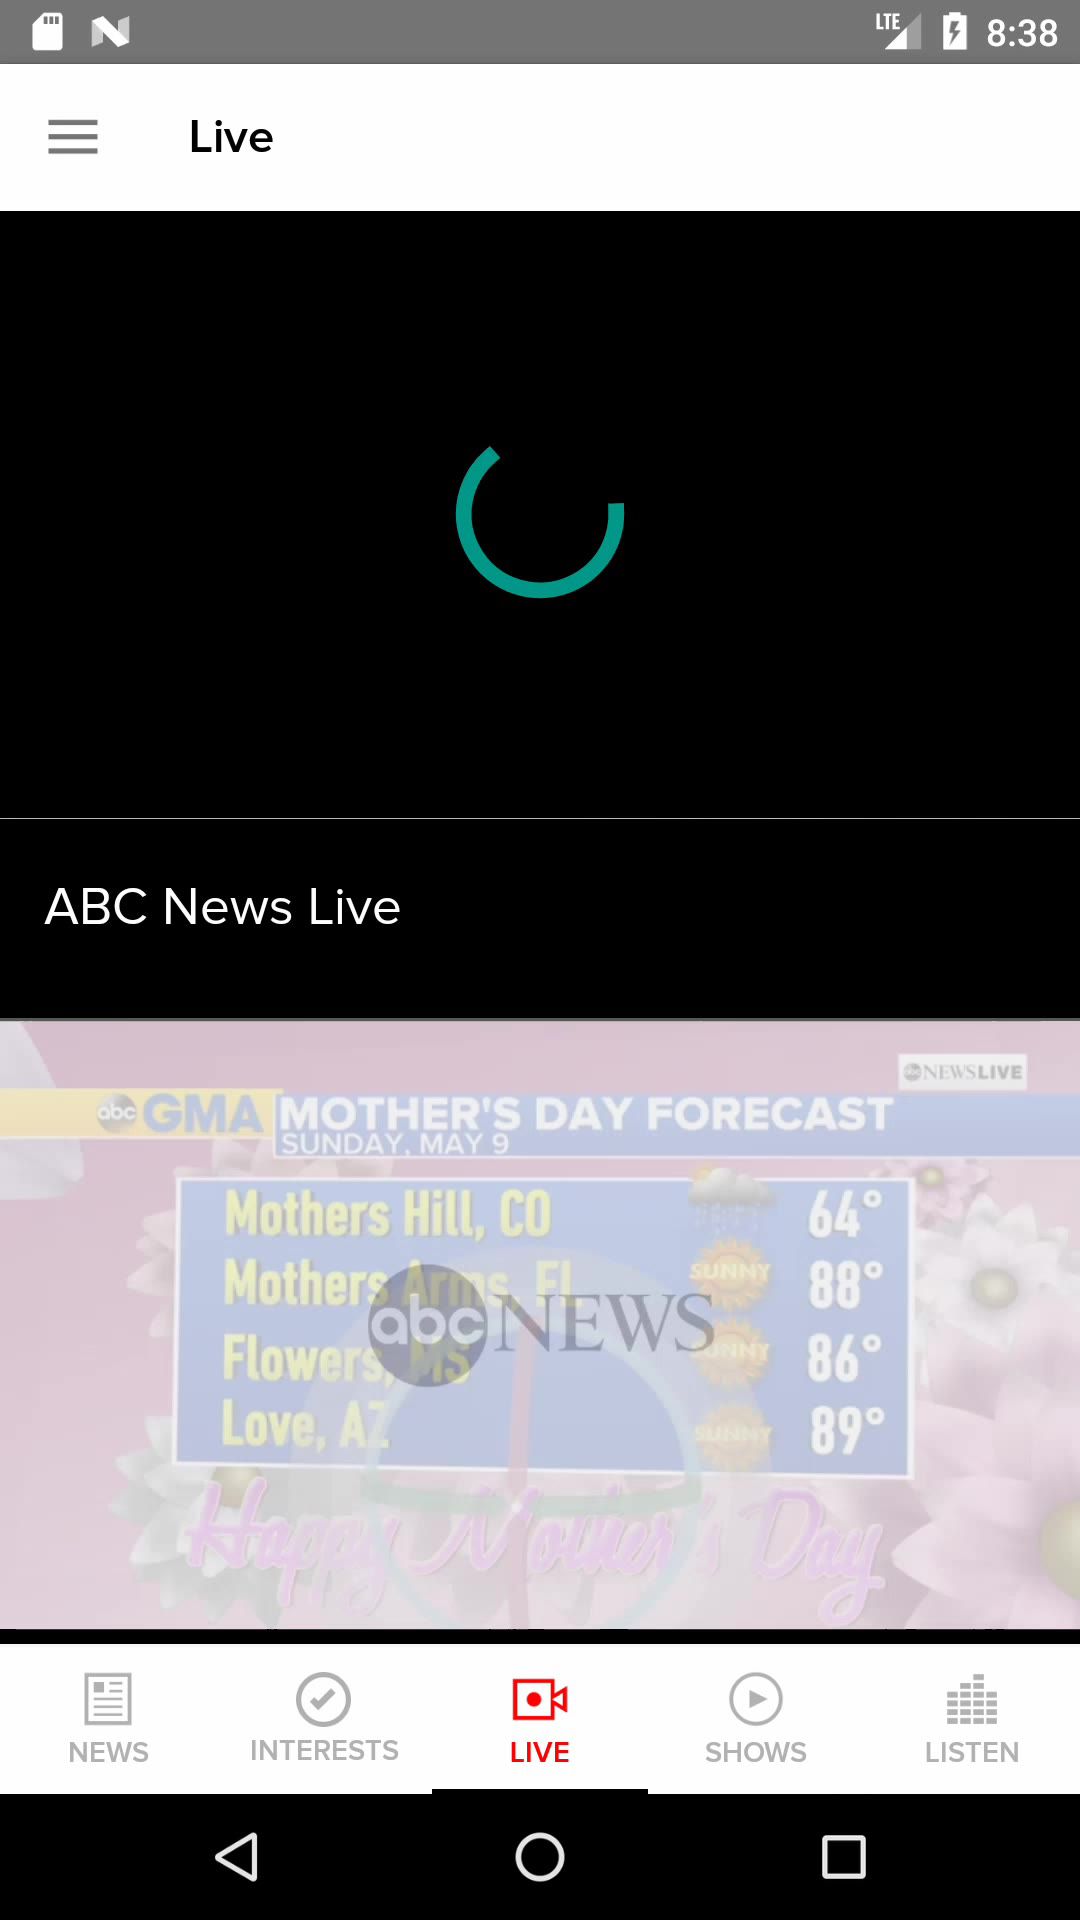 LTE 8:38
Live
ABC News Live
abc NEWS LIVE
abc GMA MOTHER'S DAY FORECAST
SUNDAY, MAY 9
Mothers Hill, CO 64°
Mothers Arms, FL SUNNY 88°
abc NEWS
Flowers, MS SUNNY 86°
Love, AZ SUNNY 89°
Happy Mother's Day
NEWS INTERESTS LIVE SHOWS LISTEN